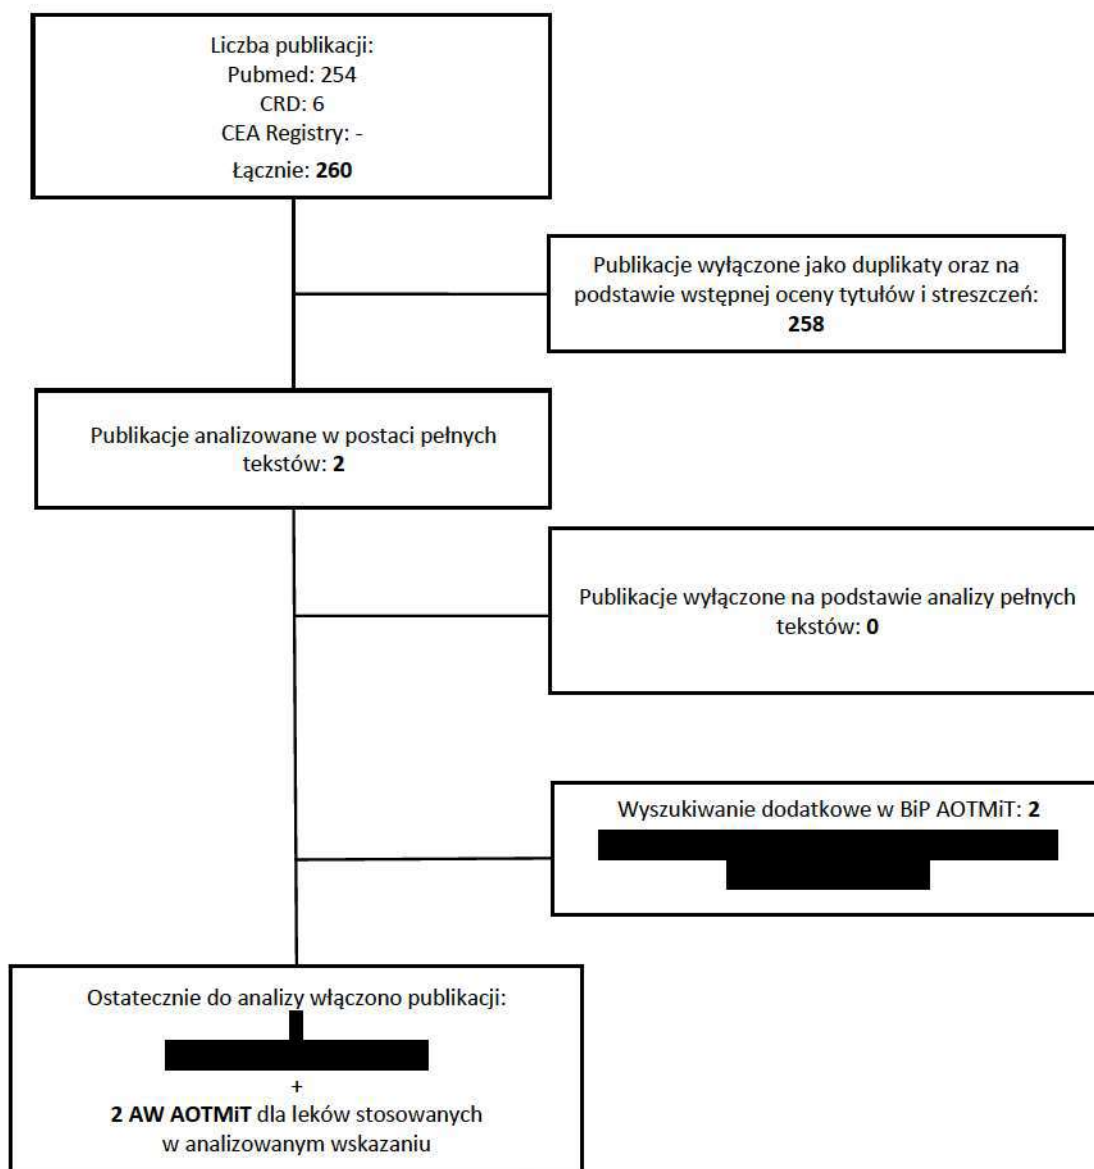 Liczba publikacji:
Pubmed: 254
CRD: 6
CEA Registry: -
Łącznie: 260
Publikacje wyłączone jako duplikaty oraz na
podstawie wstępnej oceny tytułów i streszczeń:
258
Publikacje analizowane w postaci pełnych
tekstów: 2
Publikacje wyłączone na podstawie analizy pełnych
tekstów: 0
Wyszukiwanie dodatkowe w BiP AOTMiT: 2
Ostatecznie do analizy włączono publikacji:
+
2 AW AOTMiT dla leków stosowanych
w analizowanym wskazaniu